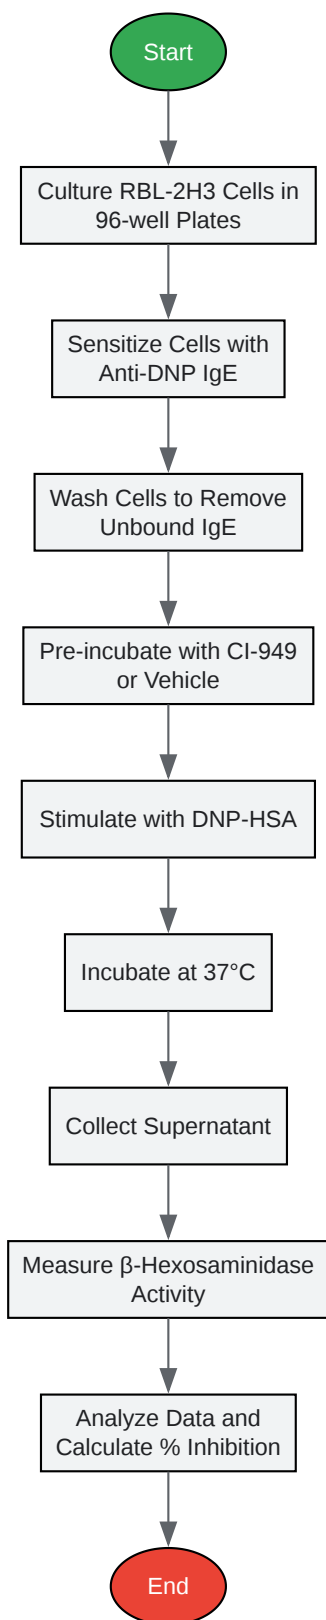 Start
Culture RBL-2H3 Cells in
96-well Plates
Sensitize Cells with
Anti-DNP IgE
Wash Cells to Remove
Unbound IgE
Pre-incubate with CI-949
or Vehicle
Stimulate with DNP-HSA
Incubate at 37°C
Collect Supernatant
Measure β-Hexosaminidase
Activity
Analyze Data and
Calculate % Inhibition
End